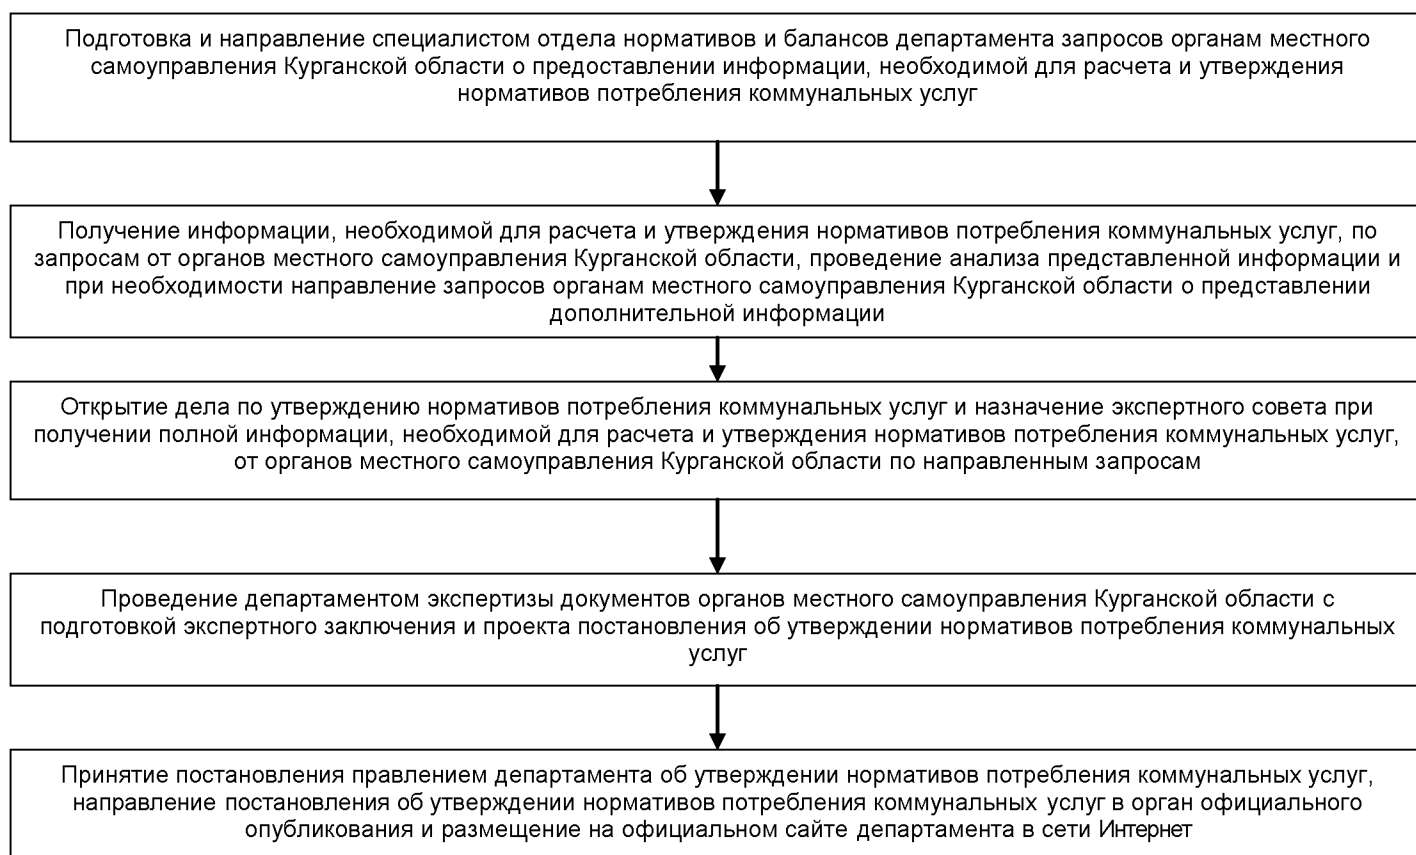 Подготовка и направление специалистом отдела нормативов и балансов департамента запросов органам местного
самоуправления Курганской области о предоставлении информации, необходимой для расчета и утверждения
нормативов потребления коммунальных услуг
Получение информации, необходимой для расчета и утверждения нормативов потребления коммунальных услуг, по
запросам от органов местного самоуправления Курганской области, проведение анализа представленной информации и
при необходимости направление запросов органам местного самоуправления Курганской области о представлении
дополнительной информации
Открытие дела по утверждению нормативов потребления коммунальных услуг и назначение экспертного совета при
получении полной информации, необходимой для расчета и утверждения нормативов потребления коммунальных услуг,
от органов местного самоуправления Курганской области по направленным запросам
Проведение департаментом экспертизы документов органов местного самоуправления Курганской области с
подготовкой экспертного заключения и проекта постановления об утверждении нормативов потребления коммунальных
услуг
Принятие постановления правлением департамента об утверждении нормативов потребления коммунальных услуг,
направление постановления об утверждении нормативов потребления коммунальных услуг в орган официального
опубликования и размещение на официальном сайте департамента в сети Интернет